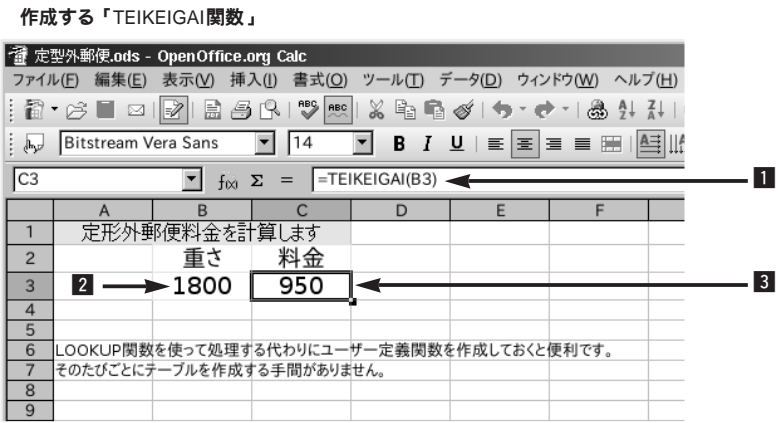 作成する「TEIKEIGAI関数」
定型外郵便.ods - OpenOffice.org Calc
ファイル(F) 編集(E) 表示(V) 挿入(I) 書式(O) ツール(T) データ(D) ウィンドウ(W) ヘルプ(H)
Bitstream Vera Sans 14 B I U
C3 f(x) Σ = =TEIKEIGAI(B3) 1
A B C D E F
1 定形外郵便料金を計算します
2 重さ 料金
3 2 1800 950 3
4
5
6 LOOKUP関数を使って処理する代わりにユーザー定義関数を作成しておくと便利です。
7 そのたびごとにテーブルを作成する手間がありません。
8
9